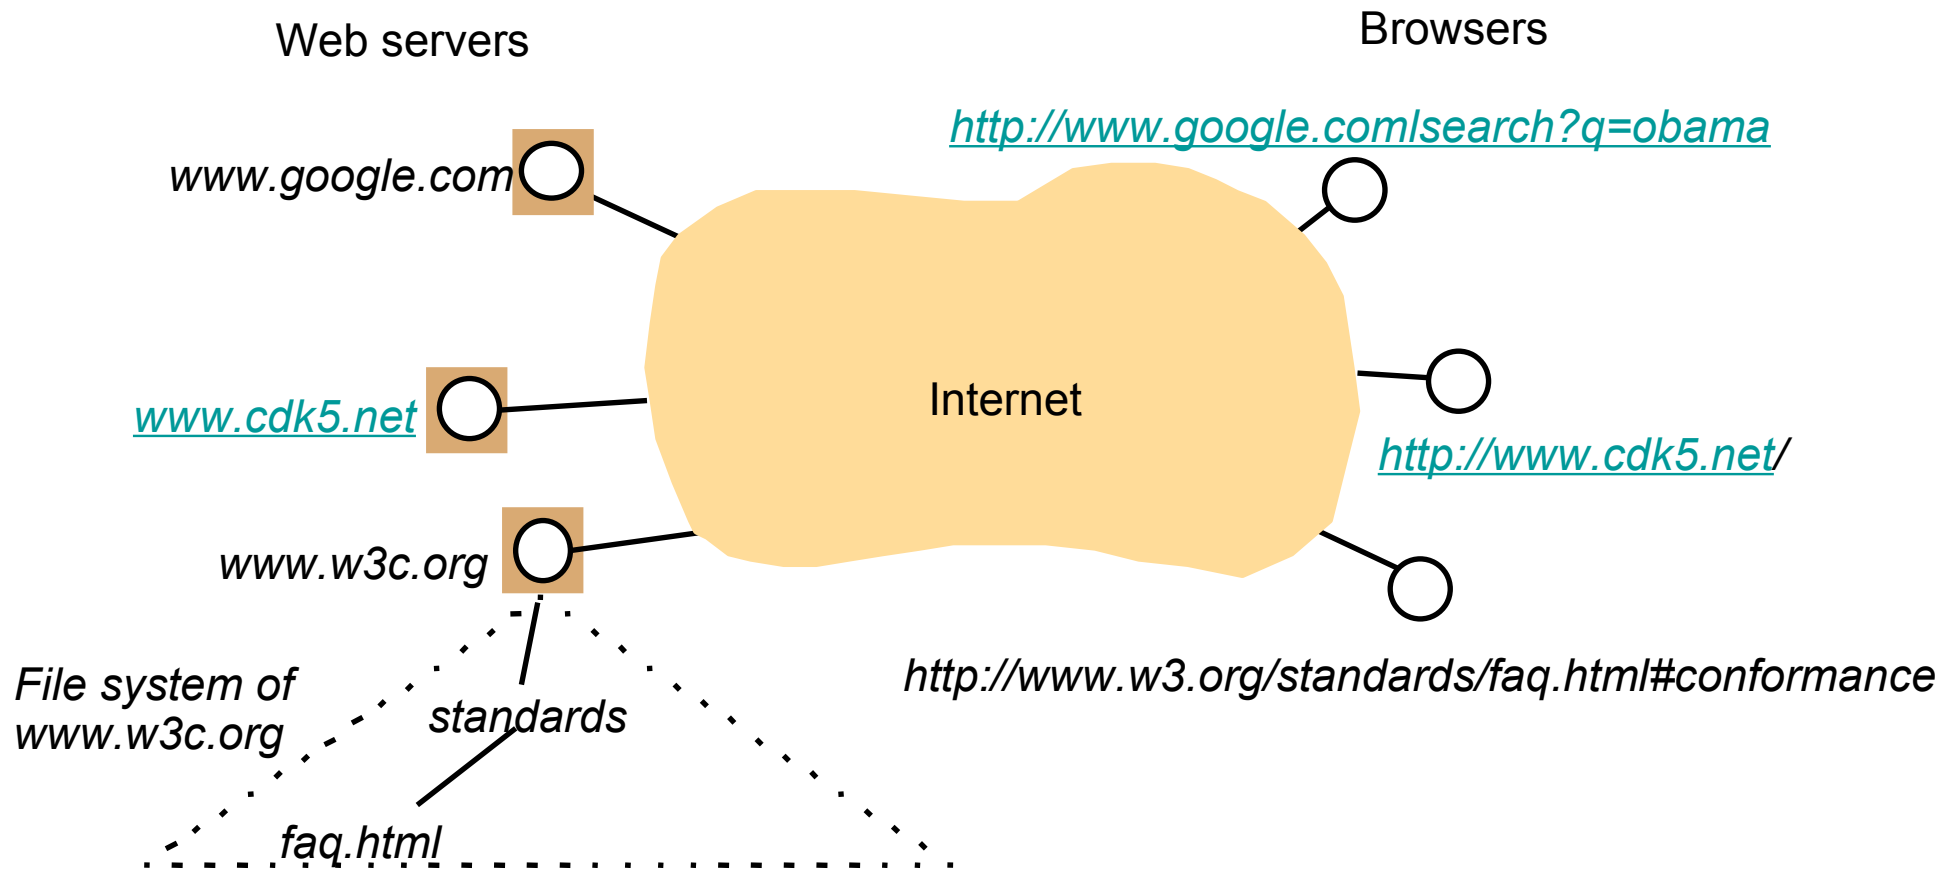 Web servers
Browsers
http://www.google.comlsearch?q=obama
www.google.com
Internet
www.cdk5.net
http://www.cdk5.net/
www.w3c.org
http://www.w3.org/standards/faq.html#conformance
File system of
www.w3c.org
standards
faq.html